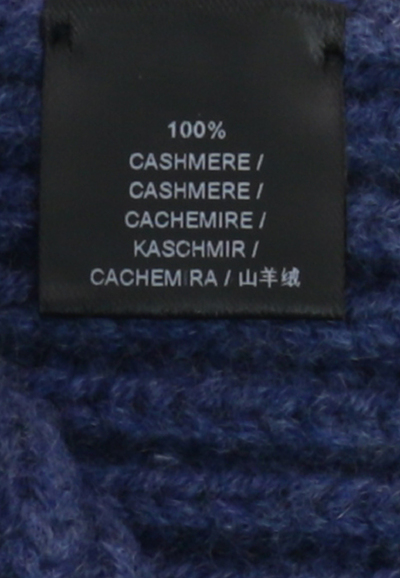 100%
CASHMERE /
CASHMERE /
CACHEMIRE /
KASCHMIR /
CACHEMIRA / 山羊绒